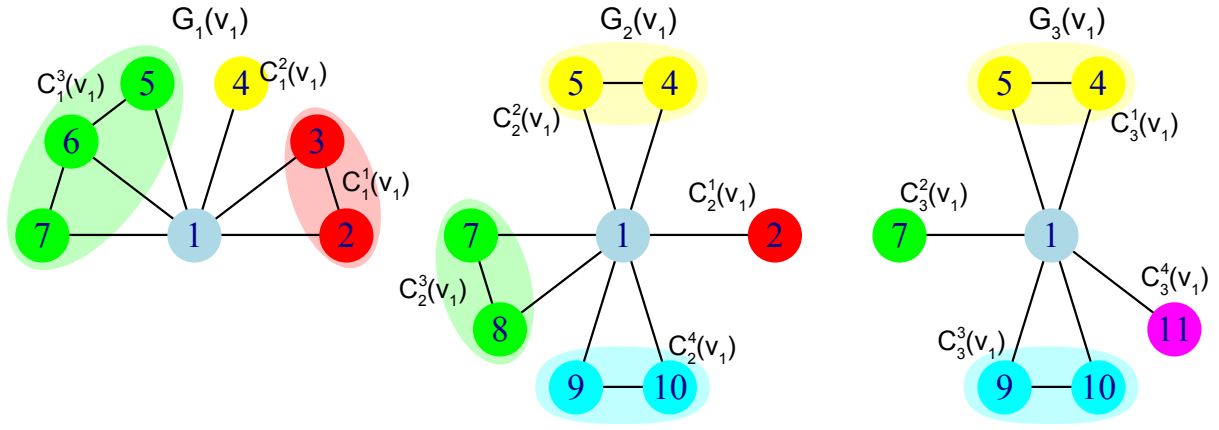 G₁(v₁)
C₁³(v₁)
5
4
C₁²(v₁)
6
3
C₁¹(v₁)
7
1
2
G₂(v₁)
5
4
C₂²(v₁)
C₂¹(v₁)
7
1
2
C₂³(v₁)
8
C₂⁴(v₁)
9
10
G₃(v₁)
5
4
C₃¹(v₁)
C₃²(v₁)
7
1
C₃⁴(v₁)
11
C₃³(v₁)
9
10